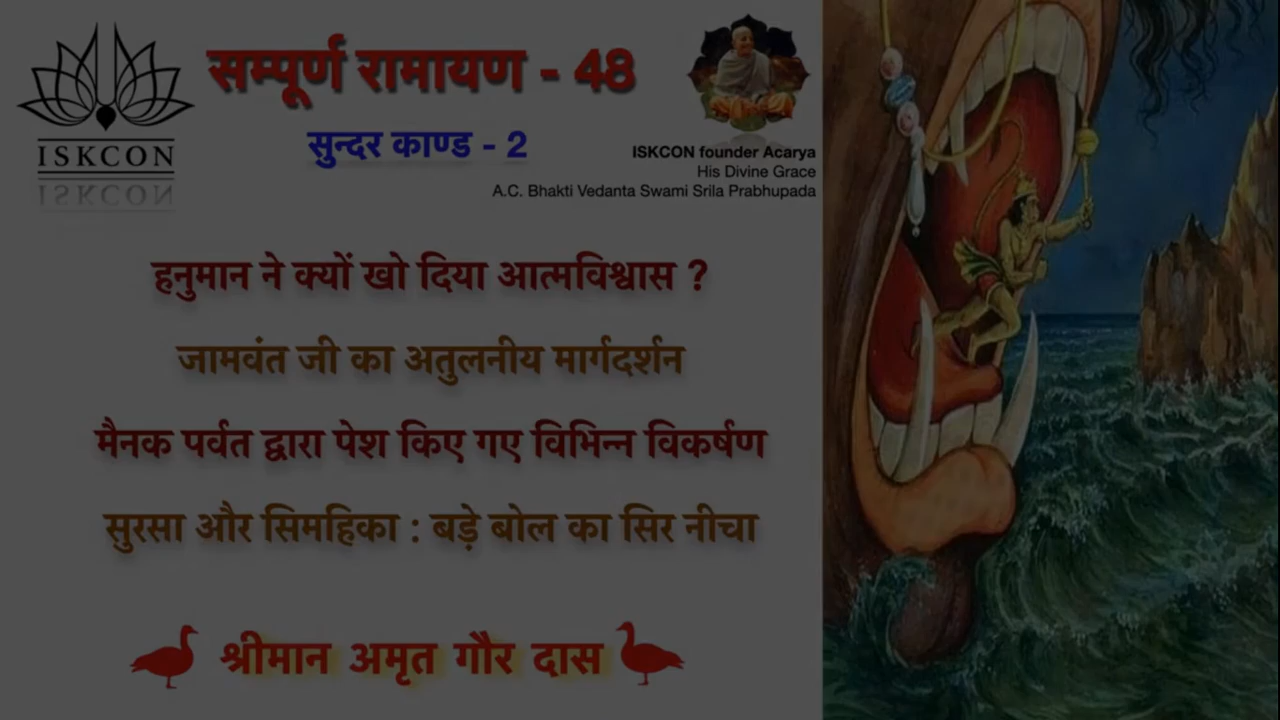 सम्पूर्ण रामायण - 48
सुन्दर काण्ड - 2
ISKCON
ISKCON founder Acarya
His Divine Grace
A.C. Bhakti Vedanta Swami Srila Prabhupada
हनुमान ने क्यों खो दिया आत्मविश्वास ?
जामवंत जी का अतुलनीय मार्गदर्शन
मैनक पर्वत द्वारा पेश किए गए विभिन्न विकर्षण
सुरसा और सिमहिका : बड़े बोल का सिर नीचा
श्रीमान अमृत गौर दास